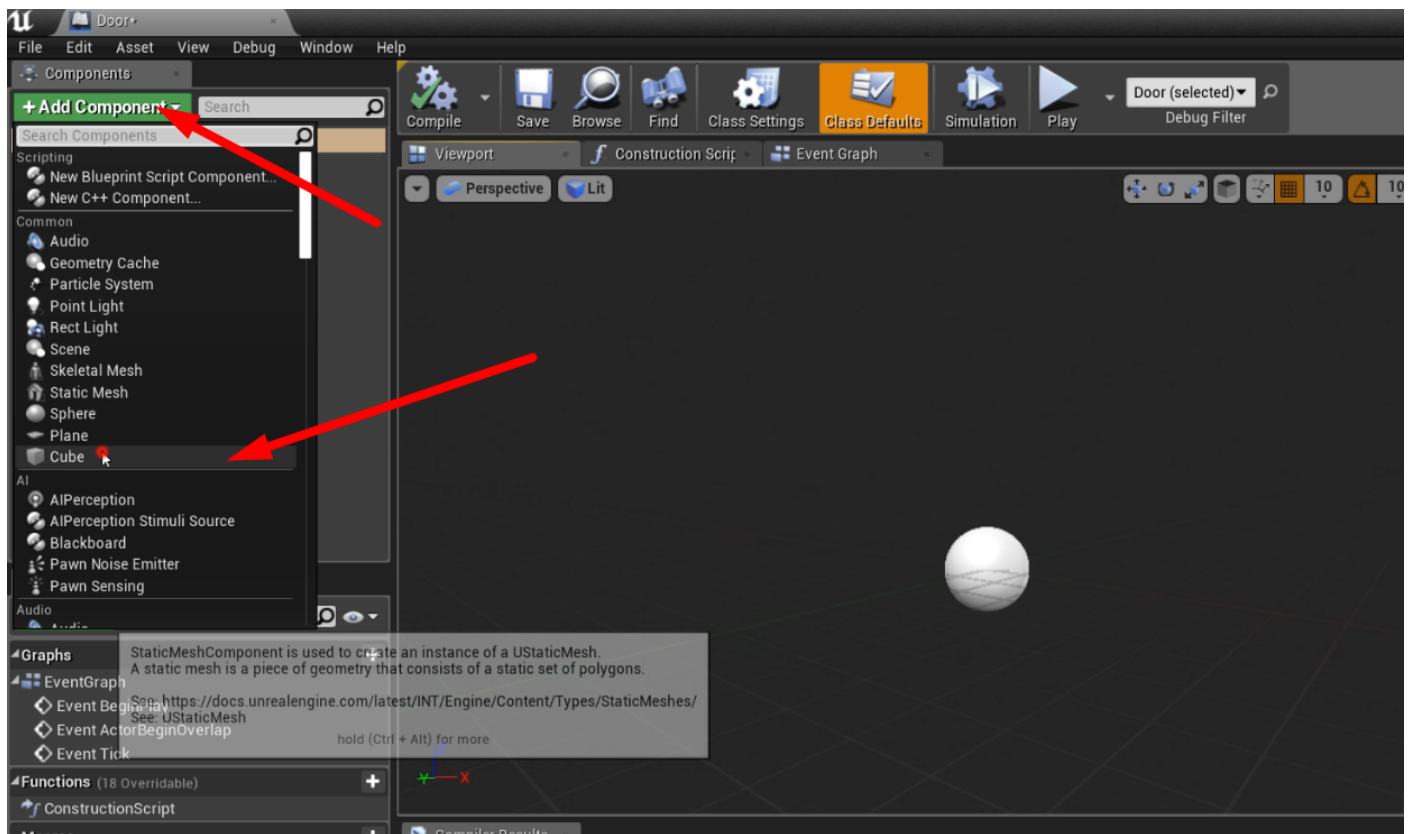 Door*
File Edit Asset View Debug Window Help
Components
+Add Component
Search
Search Components
Scripting
New Blueprint Script Component...
New C++ Component...
Common
Audio
Geometry Cache
Particle System
Point Light
Rect Light
Scene
Skeletal Mesh
Static Mesh
Sphere
Plane
Cube
AI
AIPerception
AIPerception Stimuli Source
Blackboard
Pawn Noise Emitter
Pawn Sensing
Audio
Audio
Compile Save Browse Find Class Settings Class Defaults Simulation Play
Door (selected)
Debug Filter
Viewport Construction Scrip Event Graph
Perspective Lit
10 10
StaticMeshComponent is used to create an instance of a UStaticMesh.
A static mesh is a piece of geometry that consists of a static set of polygons.
See: https://docs.unrealengine.com/latest/INT/Engine/Content/Types/StaticMeshes/
See: UStaticMesh
hold (Ctrl + Alt) for more
Graphs
EventGraph
Event BeginPlay
Event ActorBeginOverlap
Event Tick
Functions (18 Overridable)
ConstructionScript
Z
Y X
Compiler Results